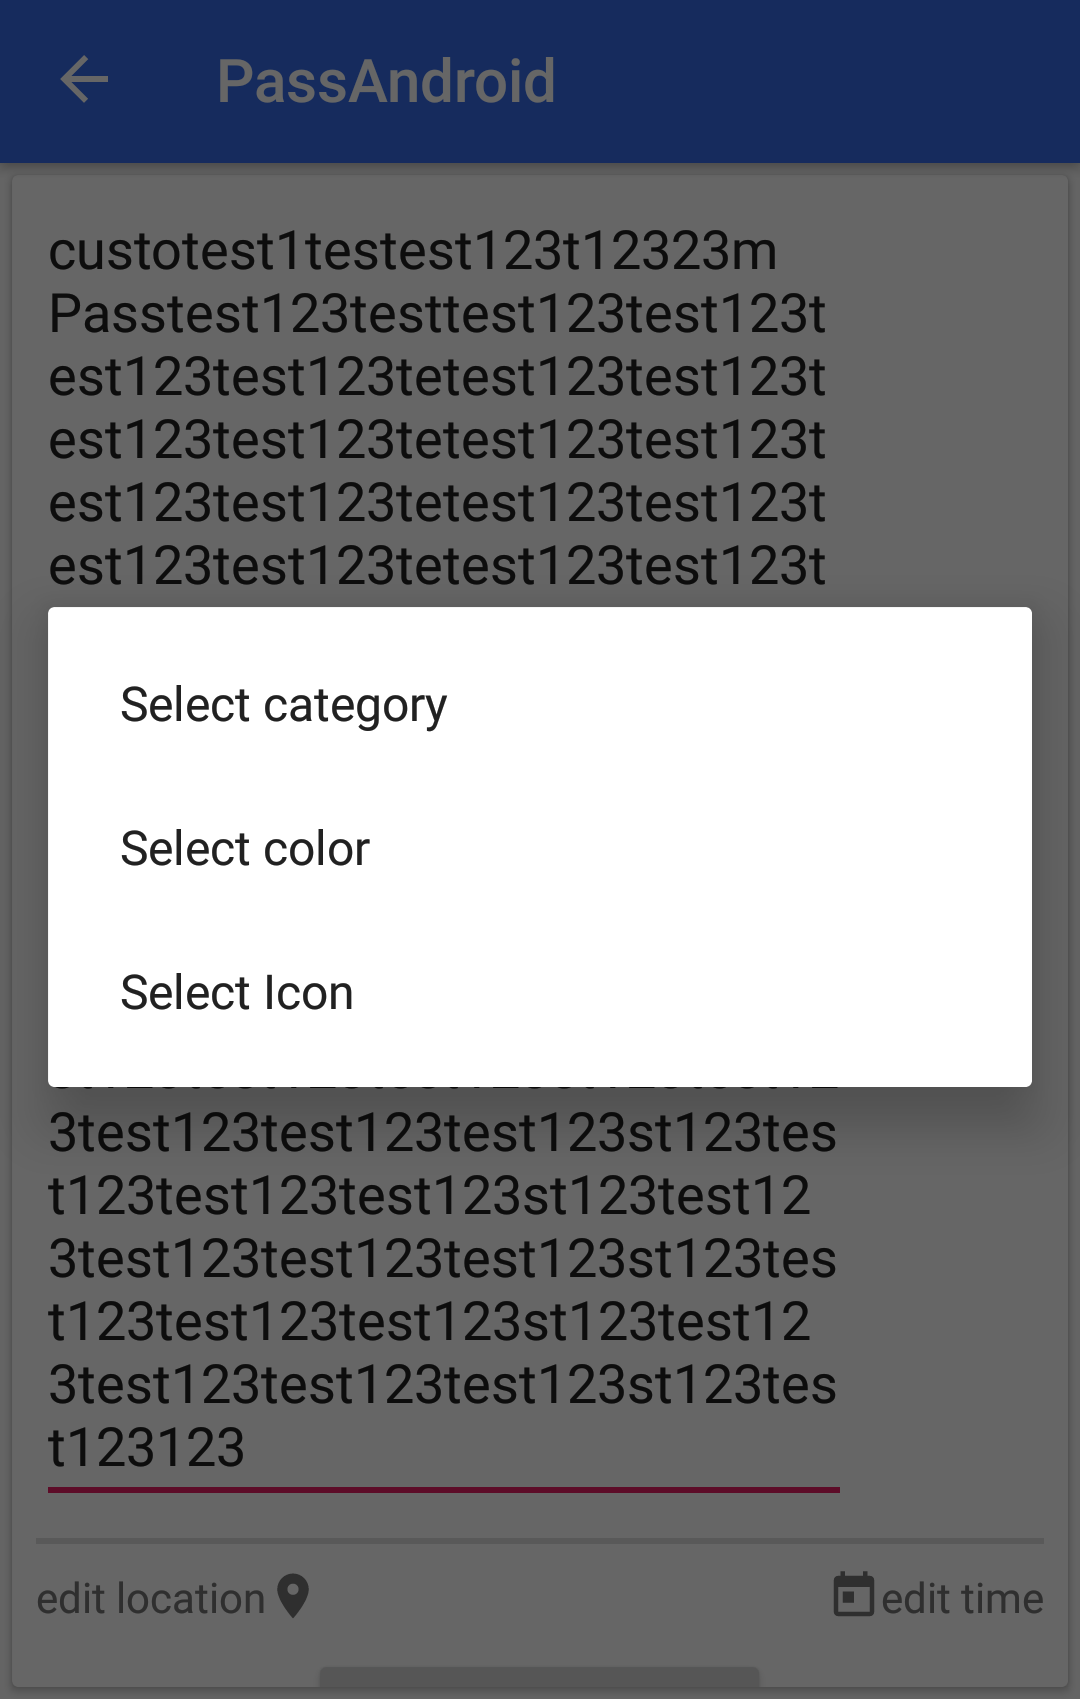 PassAndroid
custotest1testest123t12323m
Passtest123testtest123test123t
est123test123tetest123test123t
est123test123tetest123test123t
est123test123tetest123test123t
est123test123tetest123test123t
Select category
Select color
Select Icon
3test123test123test123st123tes
t123test123test123st123test12
3test123test123test123st123tes
t123test123test123st123test12
3test123test123test123st123tes
t123123
edit location
edit time